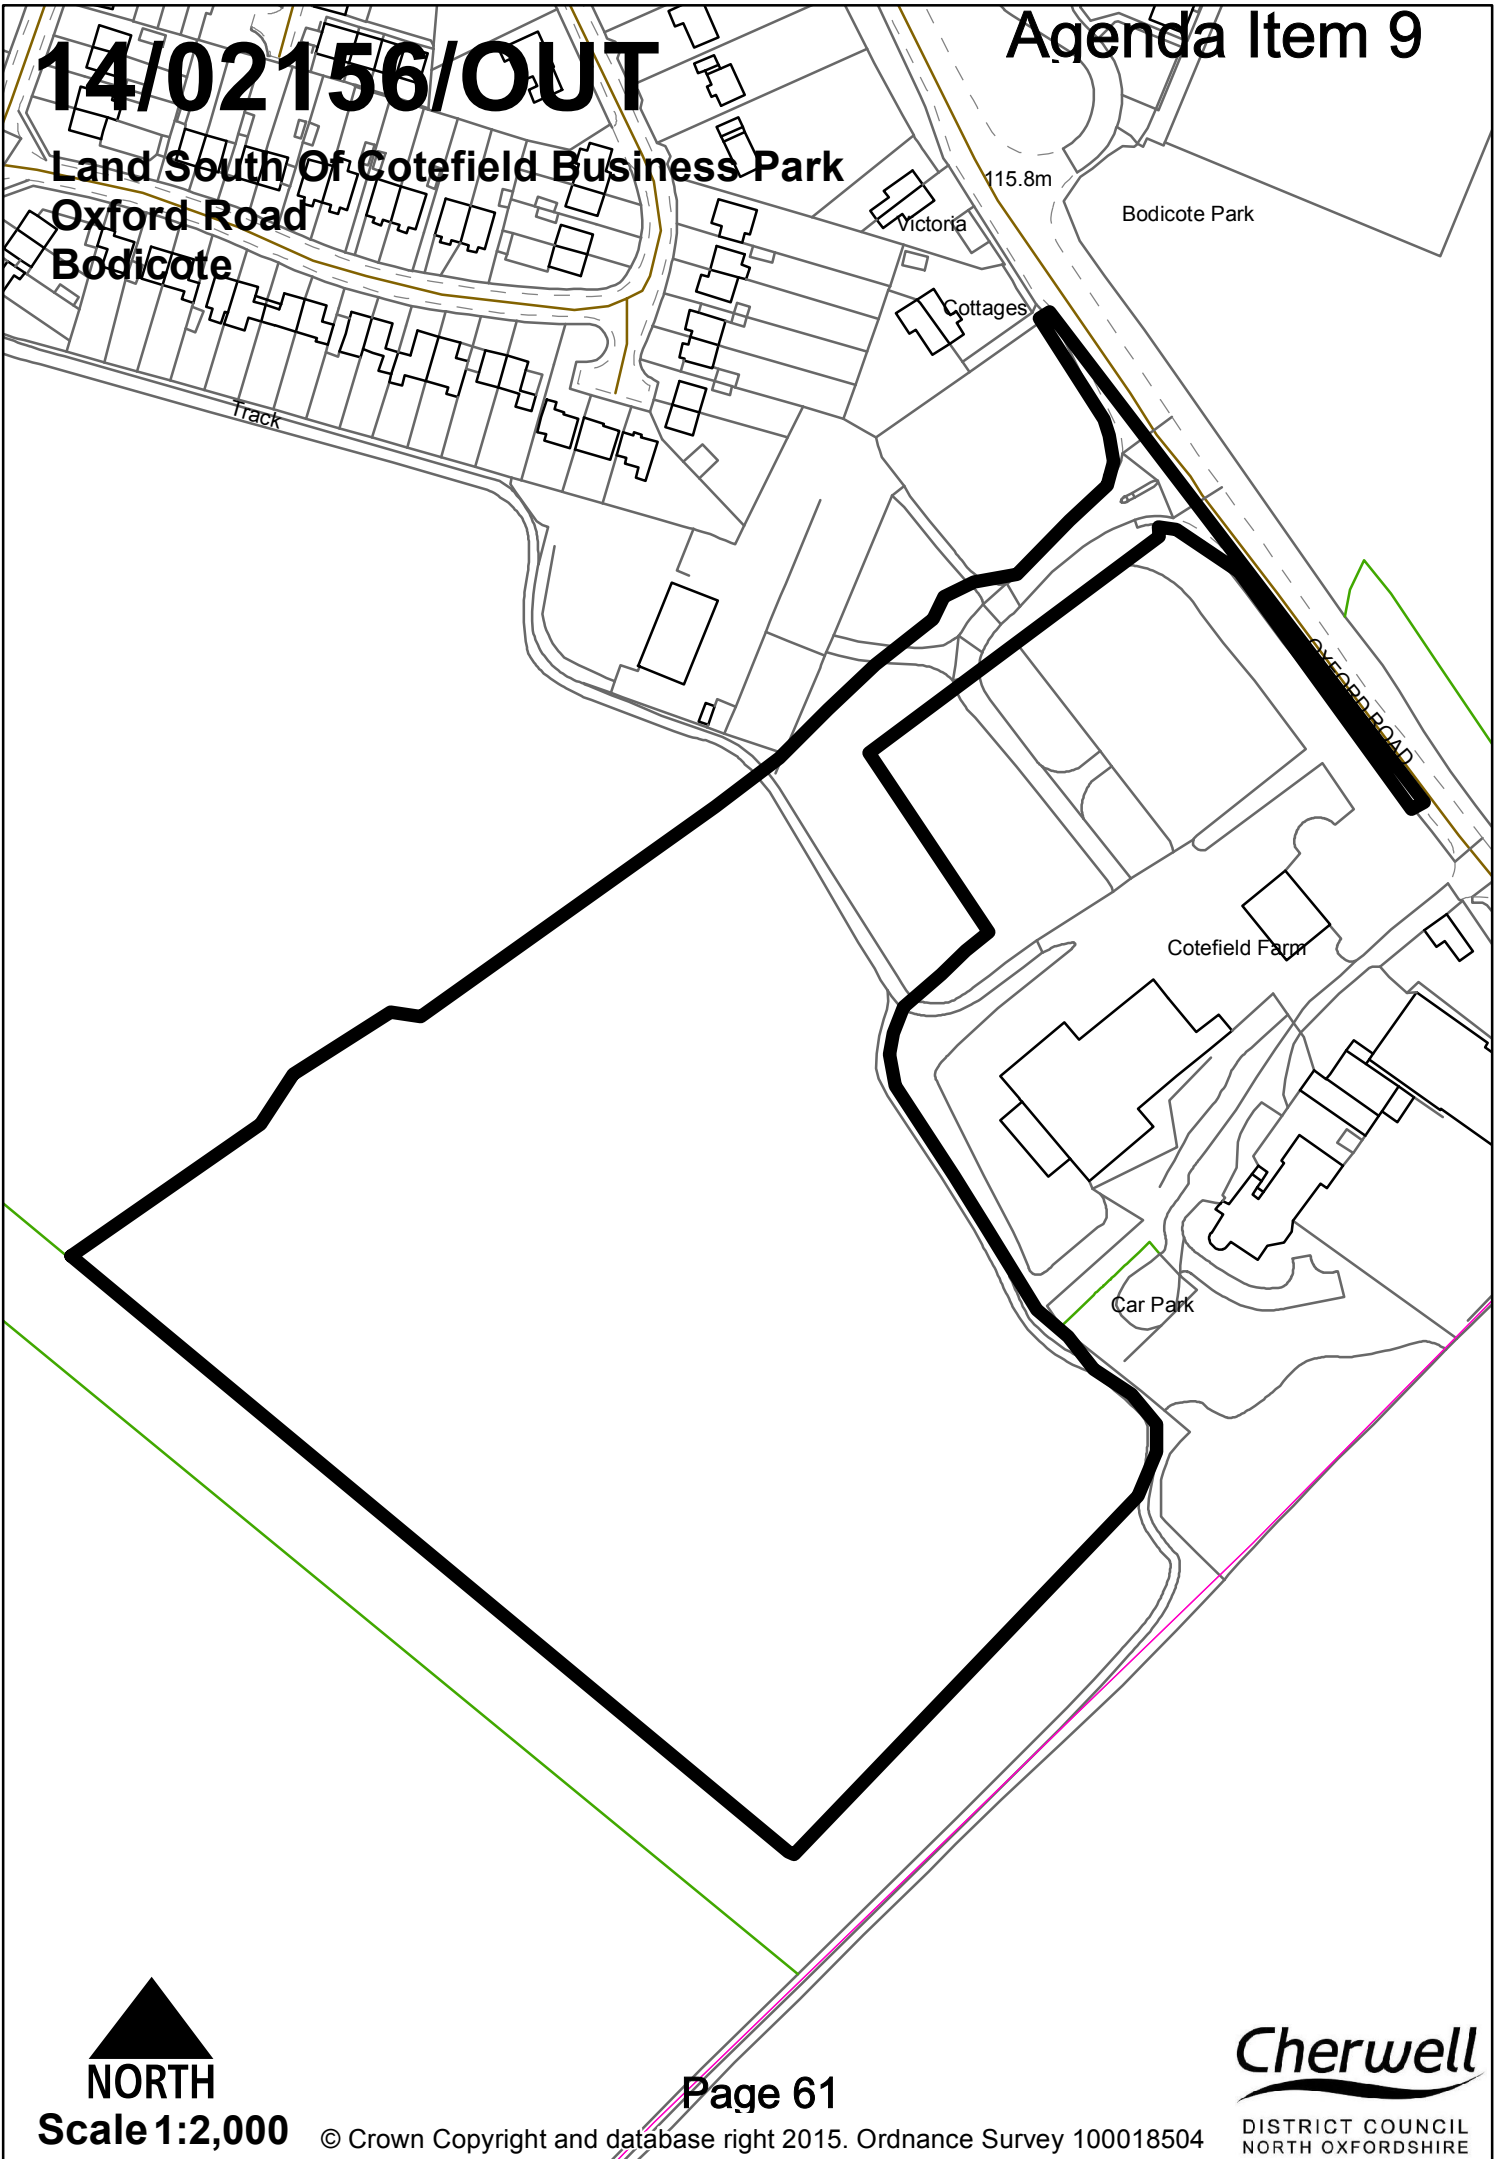 Agenda Item 9
14/02156/OUT
Land South Of Cotefield Business Park
Oxford Road
Bodicote
115.8m
Bodicote Park
Victoria
Cottages
Track
OXFORD ROAD
Cotefield Farm
Car Park
NORTH
Scale 1:2,000
Page 61
© Crown Copyright and database right 2015. Ordnance Survey 100018504
Cherwell
DISTRICT COUNCIL
NORTH OXFORDSHIRE